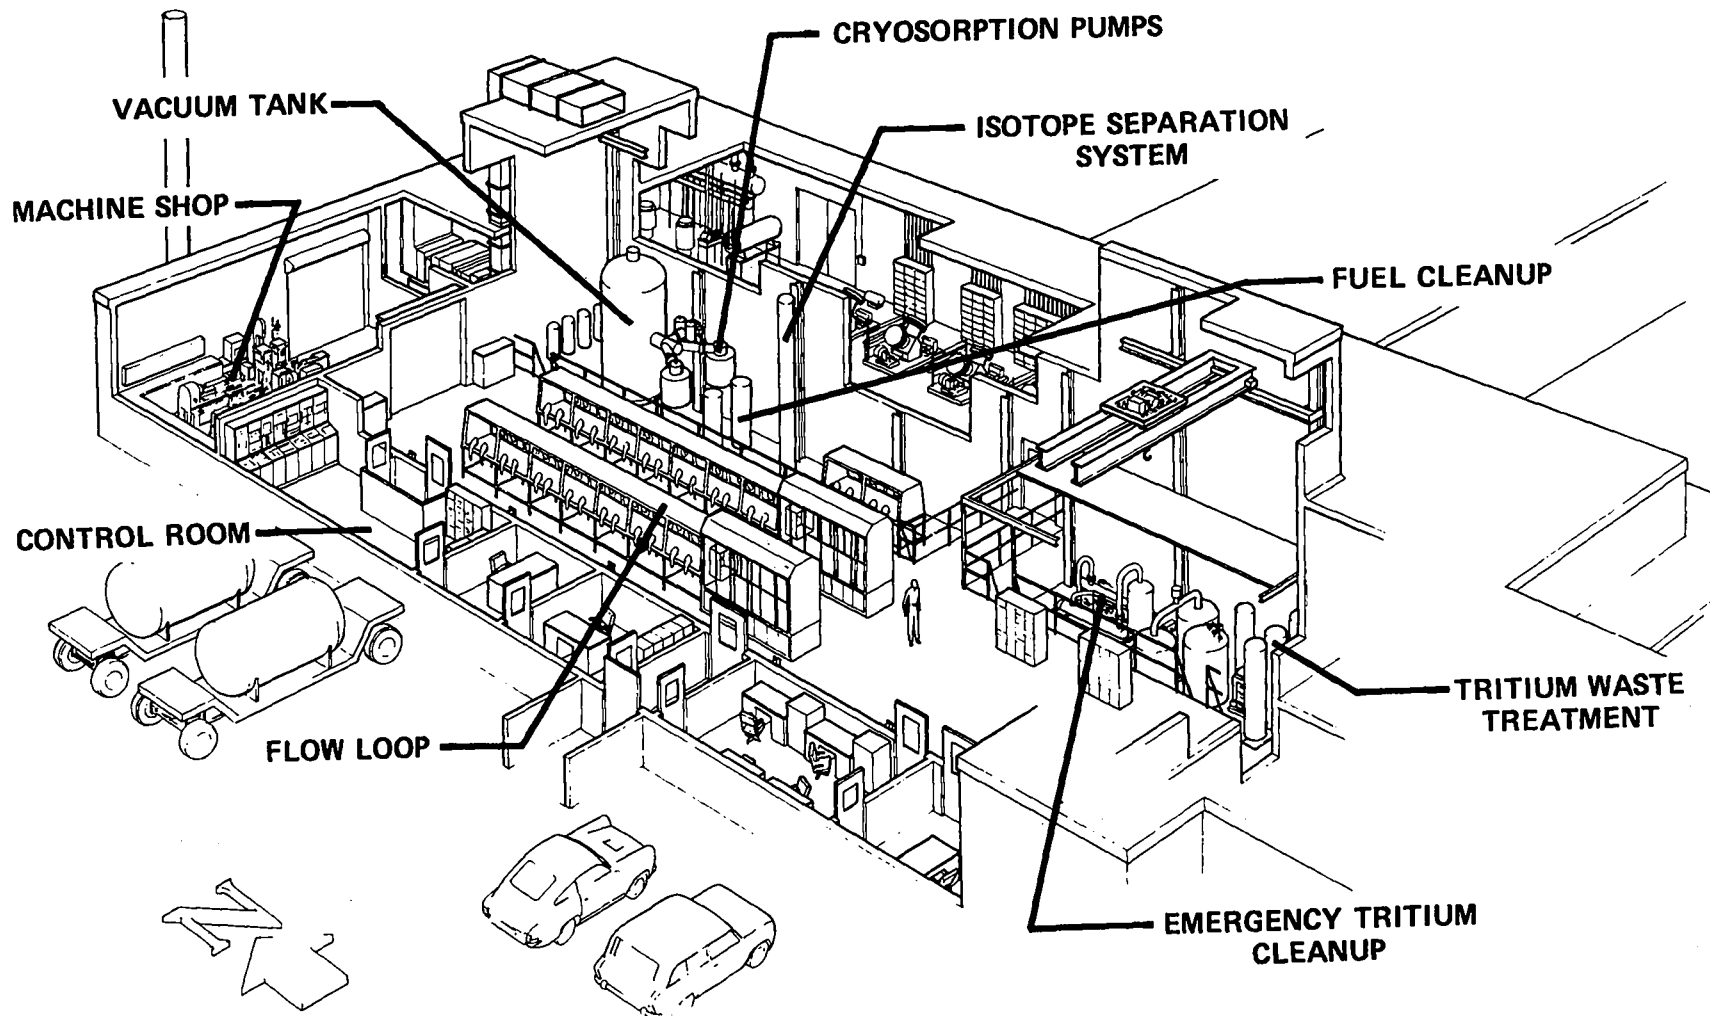 CRYOSORPTION PUMPS
VACUUM TANK
ISOTOPE SEPARATION
SYSTEM
MACHINE SHOP
FUEL CLEANUP
CONTROL ROOM
TRITIUM WASTE
TREATMENT
FLOW LOOP
EMERGENCY TRITIUM
CLEANUP
N